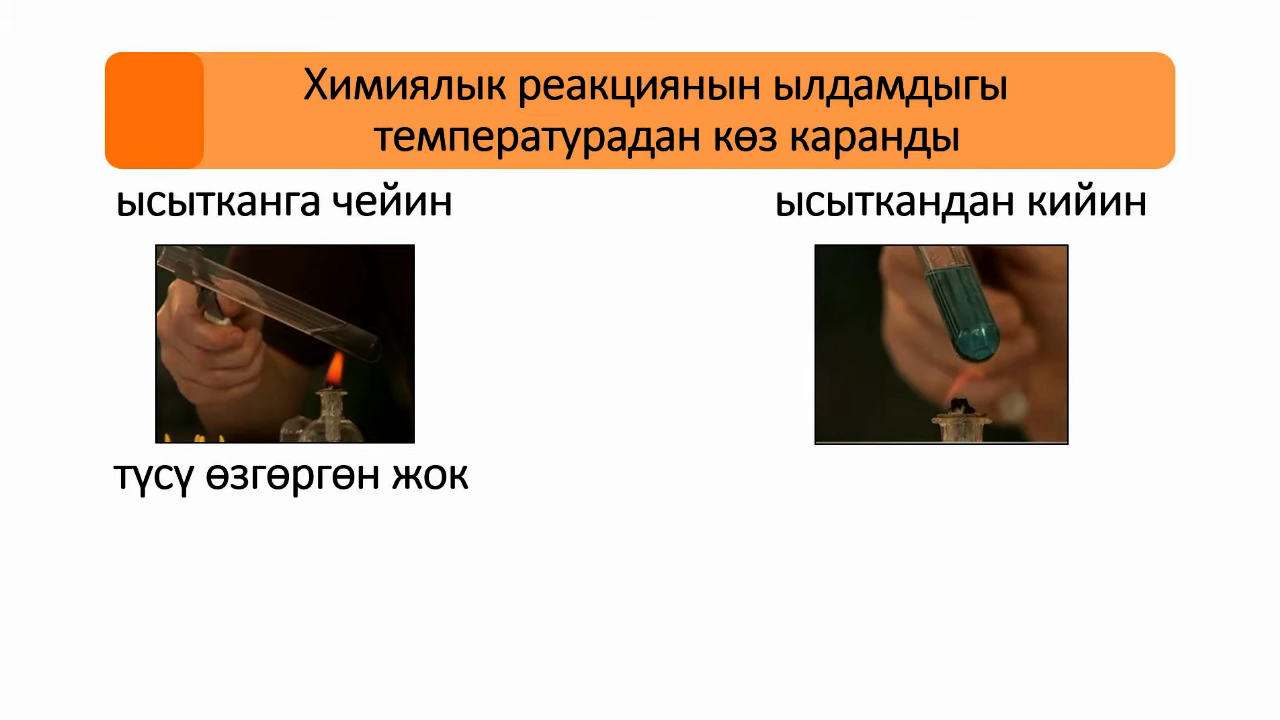 Химиялык реакциянын ылдамдыгы
температурадан көз каранды
ысытканга чейин
ысыткандан кийин
түсү өзгөргөн жок